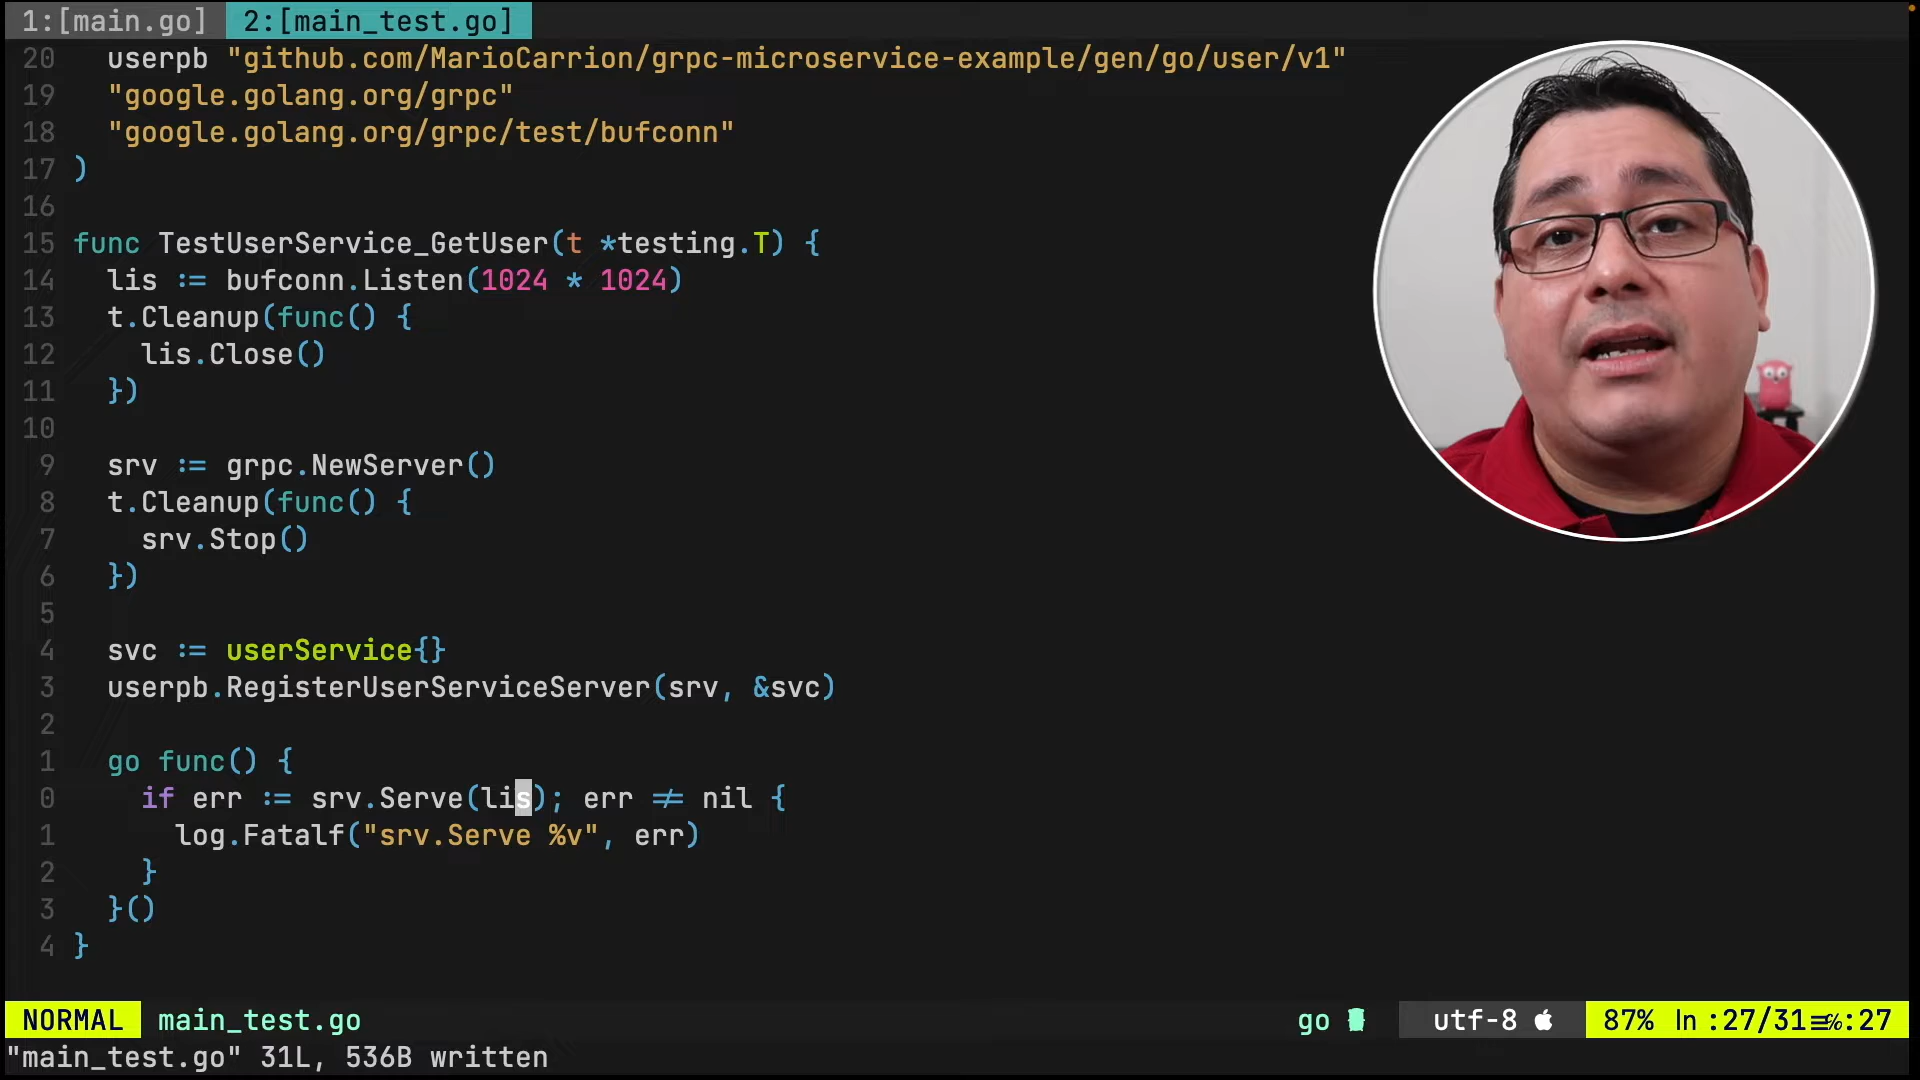 1:[main.go] 2:[main_test.go]
20 userpb "github.com/MarioCarrion/grpc-microservice-example/gen/go/user/v1"
19 "google.golang.org/grpc"
18 "google.golang.org/grpc/test/bufconn"
17 )
16
15 func TestUserService_GetUser(t *testing.T) {
14 lis := bufconn.Listen(1024 * 1024)
13 t.Cleanup(func() {
12 lis.Close()
11 })
10
9 srv := grpc.NewServer()
8 t.Cleanup(func() {
7 srv.Stop()
6 })
5
4 svc := userService{}
3 userpb.RegisterUserServiceServer(srv, &svc)
2
1 go func() {
0 if err := srv.Serve(lis); err != nil {
1 log.Fatalf("srv.Serve %v", err)
2 }
3 }()
4 }
NORMAL main_test.go go utf-8 87% ln :27/31≡%:27
"main_test.go" 31L, 536B written